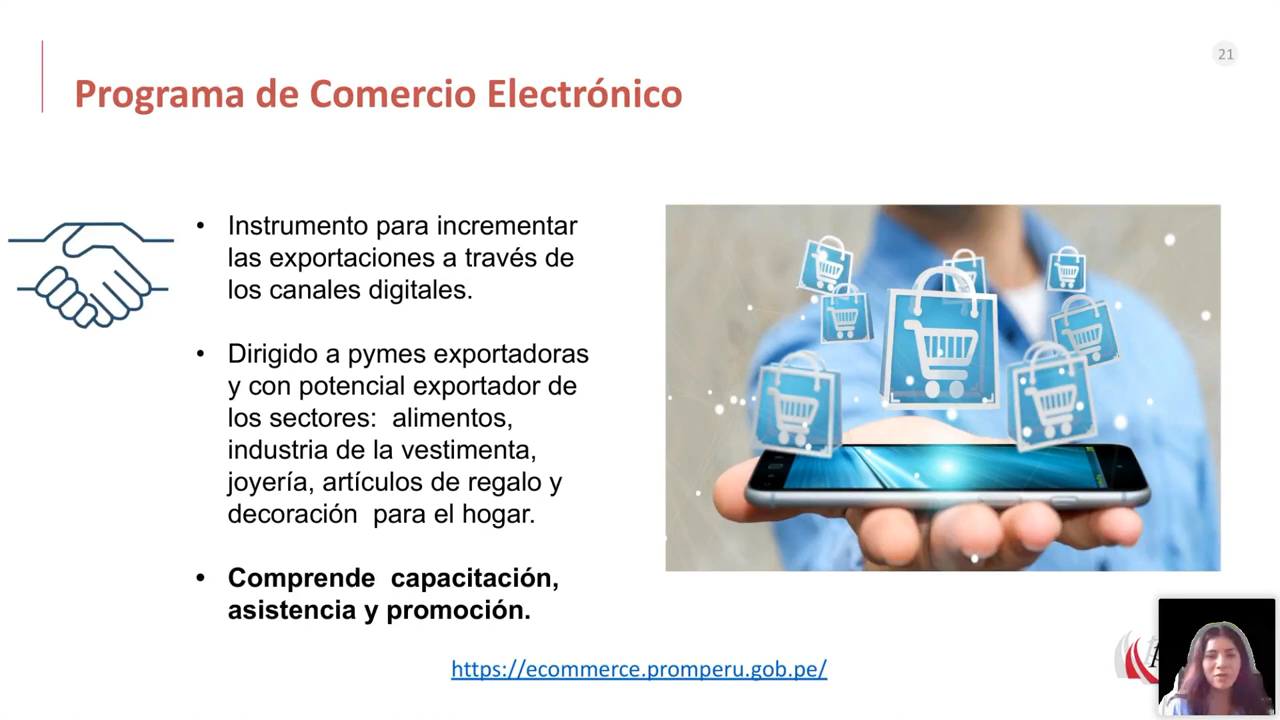 21
Programa de Comercio Electrónico
• Instrumento para incrementar
las exportaciones a través de
los canales digitales.
• Dirigido a pymes exportadoras
y con potencial exportador de
los sectores:  alimentos,
industria de la vestimenta,
joyería, artículos de regalo y
decoración  para el hogar.
• Comprende  capacitación,
asistencia y promoción.
https://ecommerce.promperu.gob.pe/